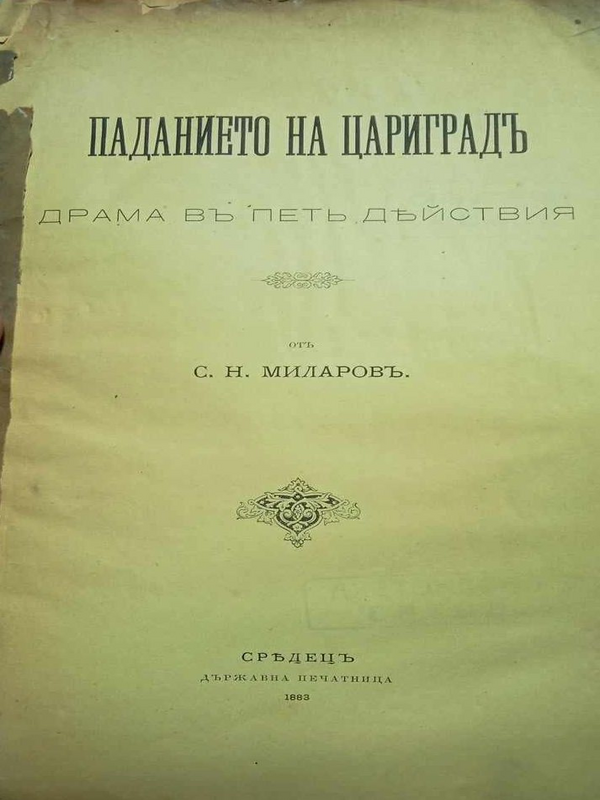 ПАДАНИЕТО НА ЦАРИГРАДЪ
ДРАМА ВЪ ПЕТЬ ДѢЙСТВИЯ
ОТЪ
С. Н. МИЛАРОВЪ.
СРѢДЕЦЪ
ДЪРЖАВНА ПЕЧАТНИЦА
1883